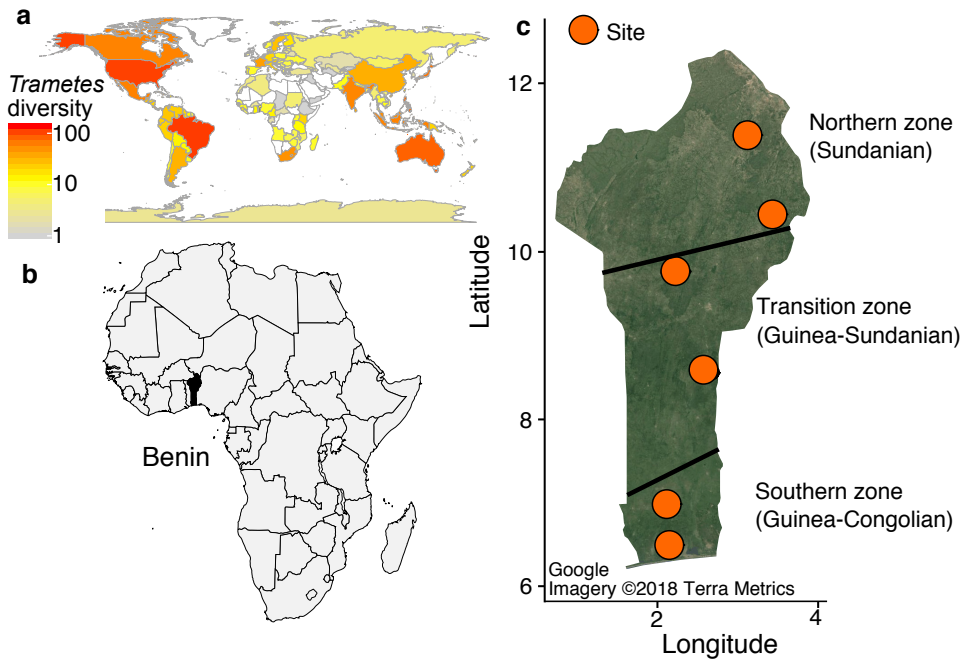 a
Trametes
diversity
100
10
1
b
Benin
c
Site
12
10
8
6
Latitude
Northern zone
(Sundanian)
Transition zone
(Guinea-Sundanian)
Southern zone
(Guinea-Congolian)
Google
Imagery ©2018 Terra Metrics
2
4
Longitude